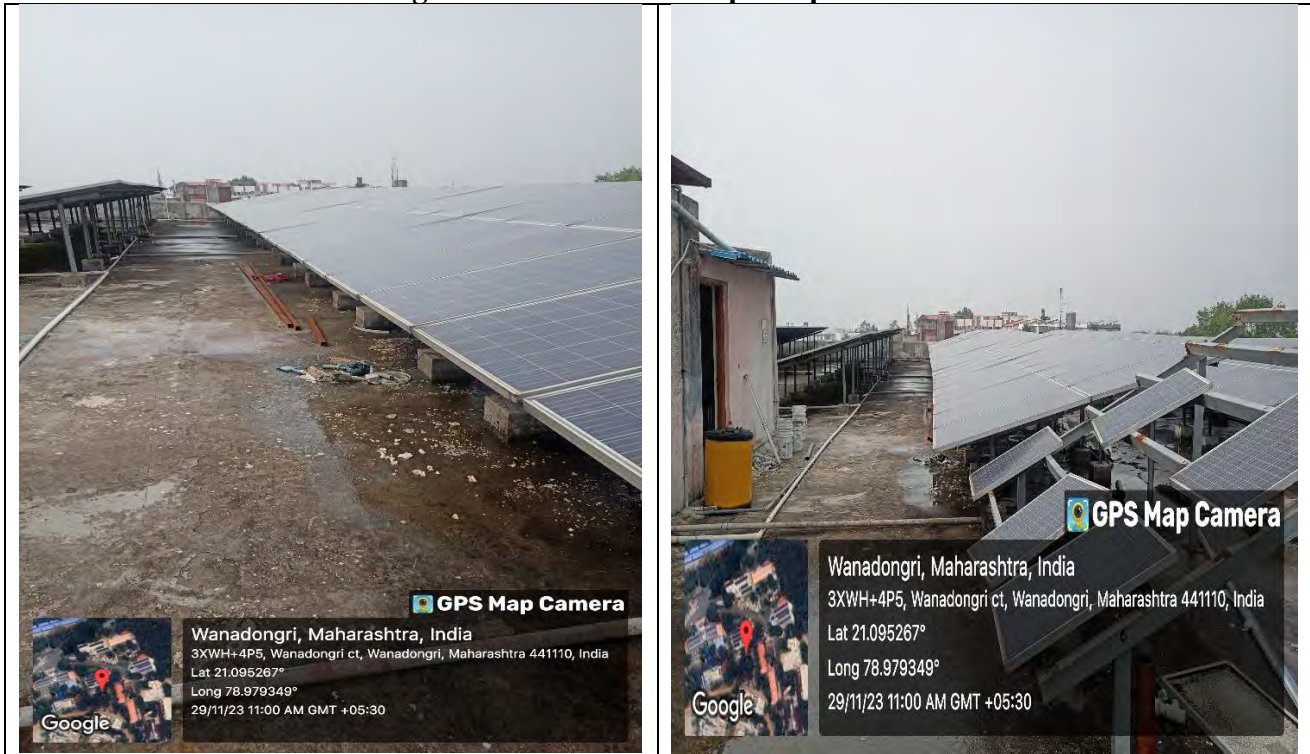 GPS Map Camera
Wanadongri, Maharashtra, India
3XWH+4P5, Wanadongri ct, Wanadongri, Maharashtra 441110, India
Lat 21.095267°
Long 78.979349°
29/11/23 11:00 AM GMT +05:30
Google
GPS Map Camera
Wanadongri, Maharashtra, India
3XWH+4P5, Wanadongri ct, Wanadongri, Maharashtra 441110, India
Lat 21.095267°
Long 78.979349°
29/11/23 11:00 AM GMT +05:30
Google